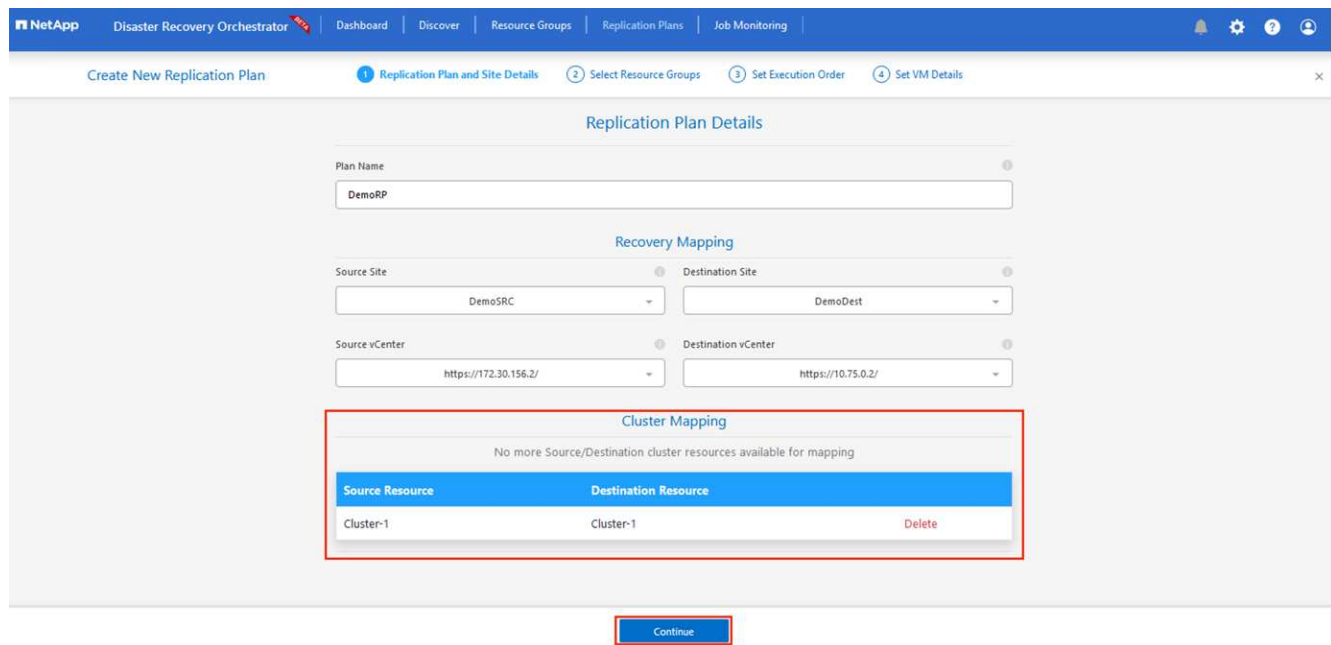 NetApp Disaster Recovery Orchestrator BETA Dashboard Discover Resource Groups Replication Plans Job Monitoring
Create New Replication Plan 1 Replication Plan and Site Details 2 Select Resource Groups 3 Set Execution Order 4 Set VM Details
Replication Plan Details
Plan Name
DemoRP
Recovery Mapping
Source Site Destination Site
DemoSRC DemoDest
Source vCenter Destination vCenter
https://172.30.156.2/ https://10.75.0.2/
Cluster Mapping
No more Source/Destination cluster resources available for mapping
Source Resource Destination Resource
Cluster-1 Cluster-1 Delete
Continue